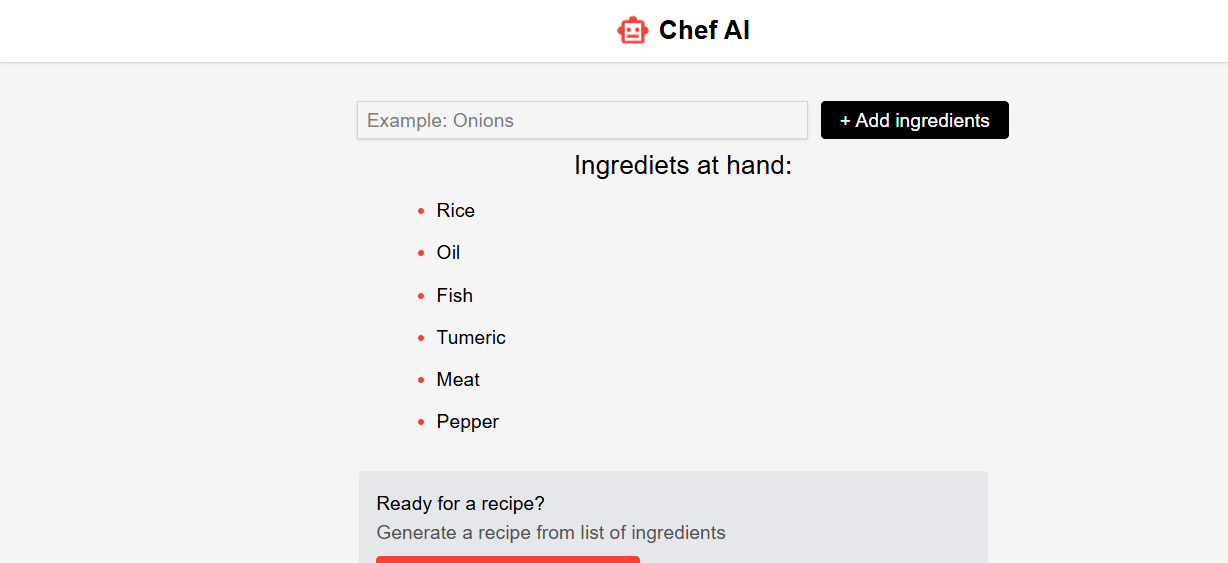 Chef AI
Example: Onions
+ Add ingredients
Ingrediets at hand:
Rice
Oil
Fish
Tumeric
Meat
Pepper
Ready for a recipe?
Generate a recipe from list of ingredients